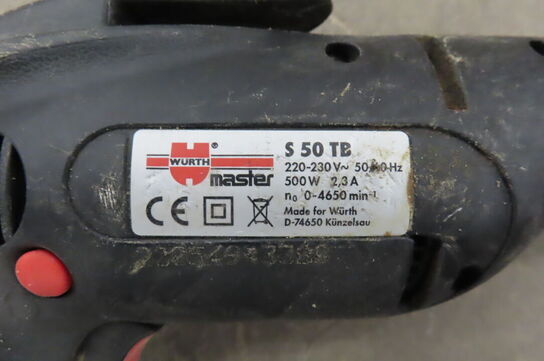 WURTH
®
master
S 50 TB
220-230 V~ 50/60-Hz
500 W 2,3 A
n₀ 0-4650 min⁻¹
CE
Made for Würth
D-74650 Künzelsau